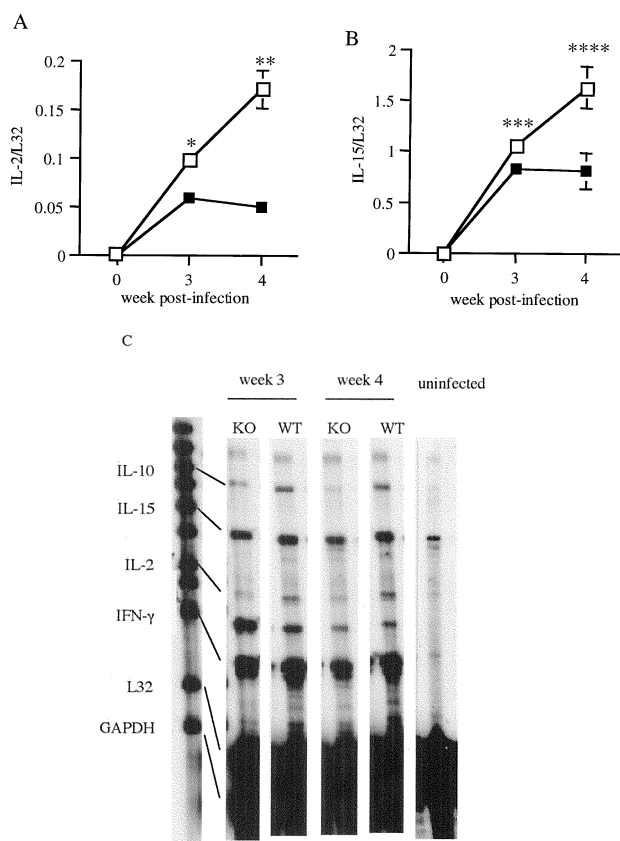 A
IL-2/L32
0.2
0.15
0.1
0.05
0
*
**
0 3 4
week post-infection
B
IL-15/L32
2
1.5
1
0.5
0
***
****
0 3 4
week post-infection
C
week 3 week 4 uninfected
KO WT KO WT
IL-10
IL-15
IL-2
IFN-γ
L32
GAPDH